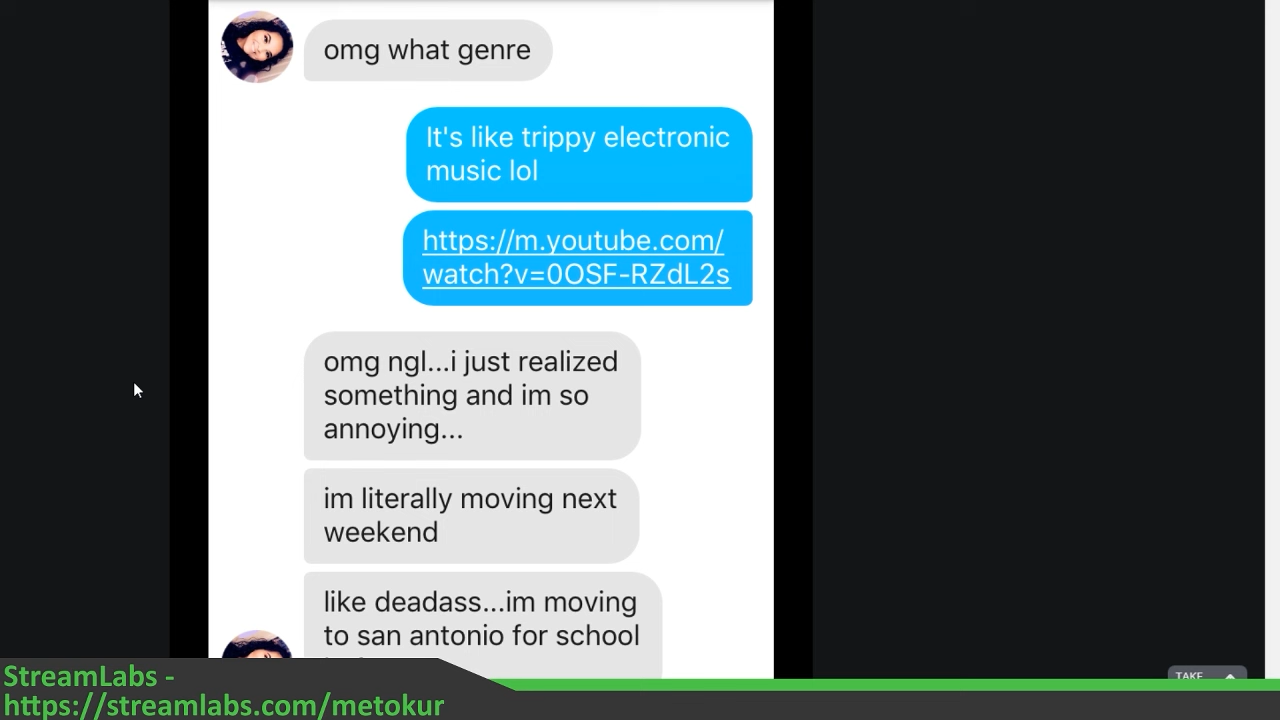 omg what genre
It's like trippy electronic
music lol
https://m.youtube.com/
watch?v=0OSF-RZdL2s
omg ngl...i just realized
something and im so
annoying...
im literally moving next
weekend
like deadass...im moving
to san antonio for school
StreamLabs -
https://streamlabs.com/metokur
TAKE